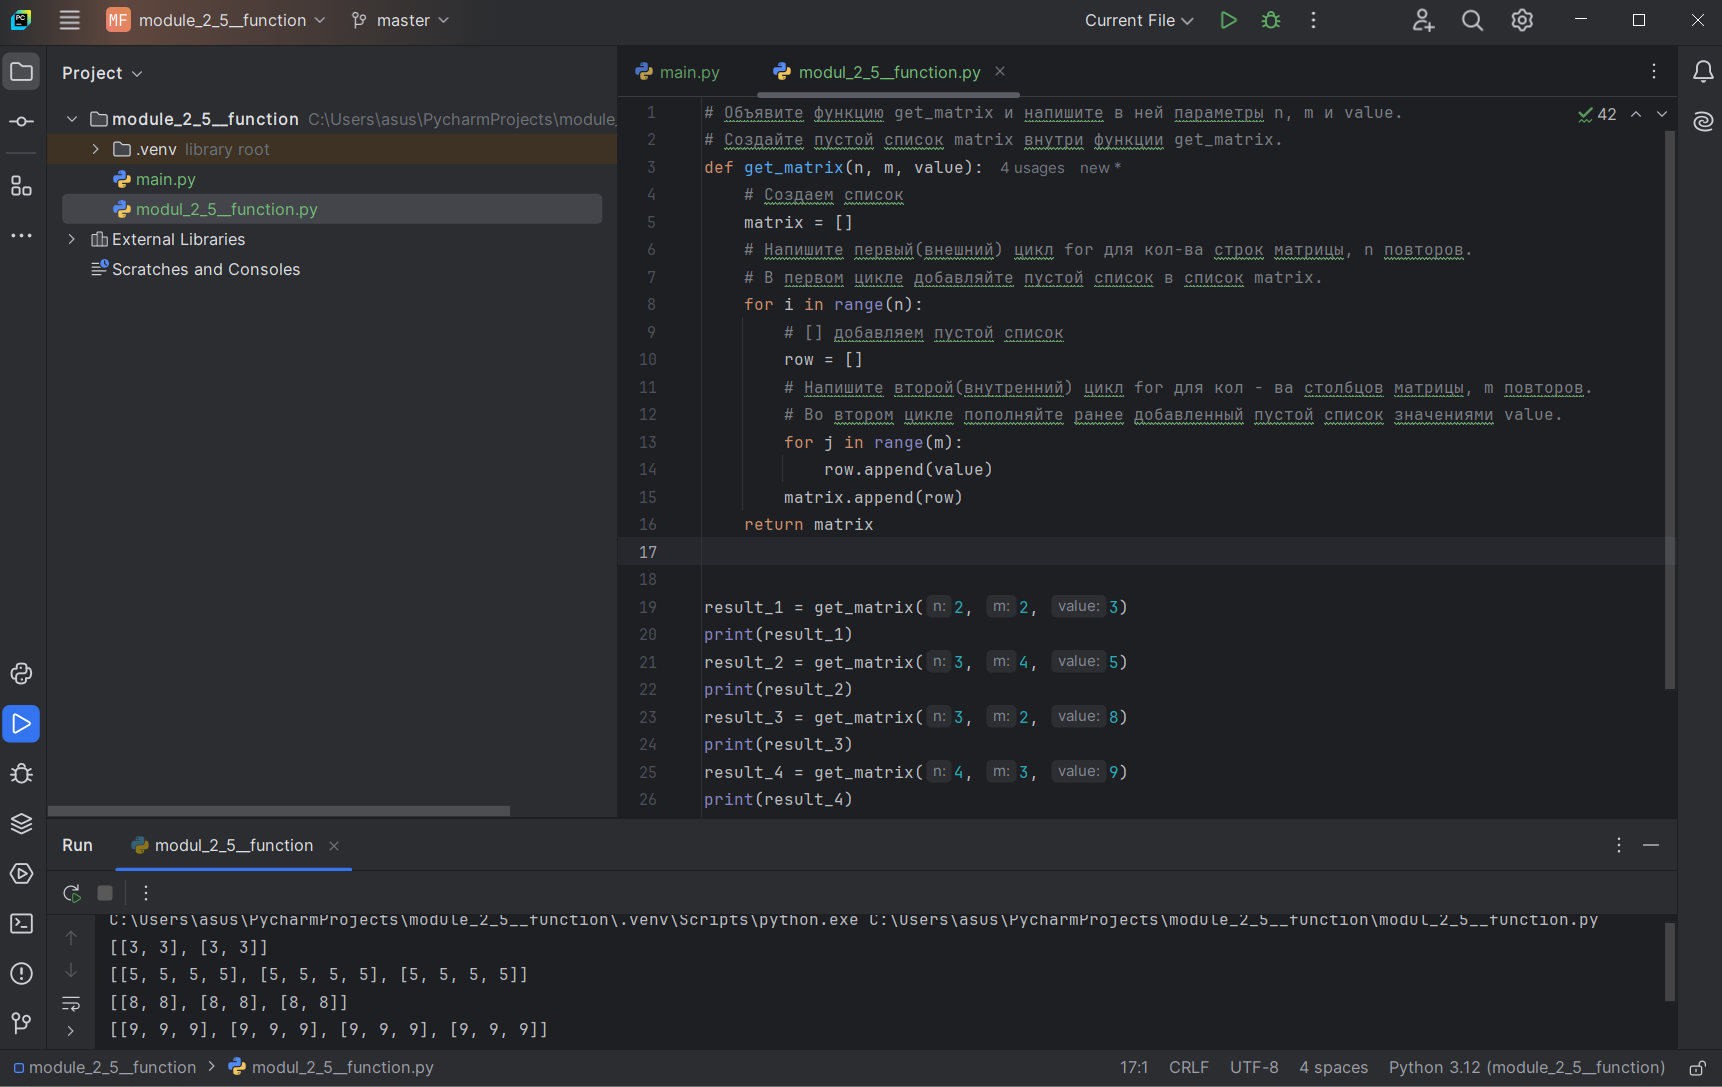 PC
MF module_2_5__function
master
Current File
Project
module_2_5__function C:\Users\asus\PycharmProjects\module_
.venv library root
main.py
modul_2_5__function.py
External Libraries
Scratches and Consoles
main.py
modul_2_5__function.py
42
1 # Объявите функцию get_matrix и напишите в ней параметры n, m и value.
2 # Создайте пустой список matrix внутри функции get_matrix.
3 def get_matrix(n, m, value): 4 usages new *
4 # Создаем список
5 matrix = []
6 # Напишите первый(внешний) цикл for для кол-ва строк матрицы, n повторов.
7 # В первом цикле добавляйте пустой список в список matrix.
8 for i in range(n):
9 # [] добавляем пустой список
10 row = []
11 # Напишите второй(внутренний) цикл for для кол - ва столбцов матрицы, m повторов.
12 # Во втором цикле пополняйте ранее добавленный пустой список значениями value.
13 for j in range(m):
14 row.append(value)
15 matrix.append(row)
16 return matrix
17
18
19 result_1 = get_matrix( n: 2, m: 2, value: 3)
20 print(result_1)
21 result_2 = get_matrix( n: 3, m: 4, value: 5)
22 print(result_2)
23 result_3 = get_matrix( n: 3, m: 2, value: 8)
24 print(result_3)
25 result_4 = get_matrix( n: 4, m: 3, value: 9)
26 print(result_4)
Run
modul_2_5__function
C:\Users\asus\PycharmProjects\module_2_5__function\.venv\Scripts\python.exe C:\Users\asus\PycharmProjects\module_2_5__function\modul_2_5__function.py
[[3, 3], [3, 3]]
[[5, 5, 5, 5], [5, 5, 5, 5], [5, 5, 5, 5]]
[[8, 8], [8, 8], [8, 8]]
[[9, 9, 9], [9, 9, 9], [9, 9, 9], [9, 9, 9]]
module_2_5__function > modul_2_5__function.py
17:1 CRLF UTF-8 4 spaces Python 3.12 (module_2_5__function)